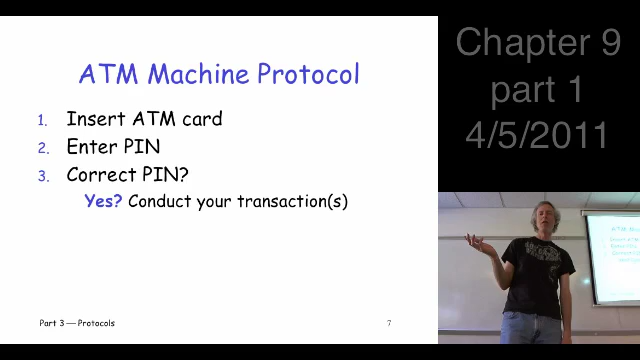 ATM Machine Protocol
1. Insert ATM card
2. Enter PIN
3. Correct PIN?
Yes? Conduct your transaction(s)
Part 3 — Protocols
7
Chapter 9
part 1
4/5/2011